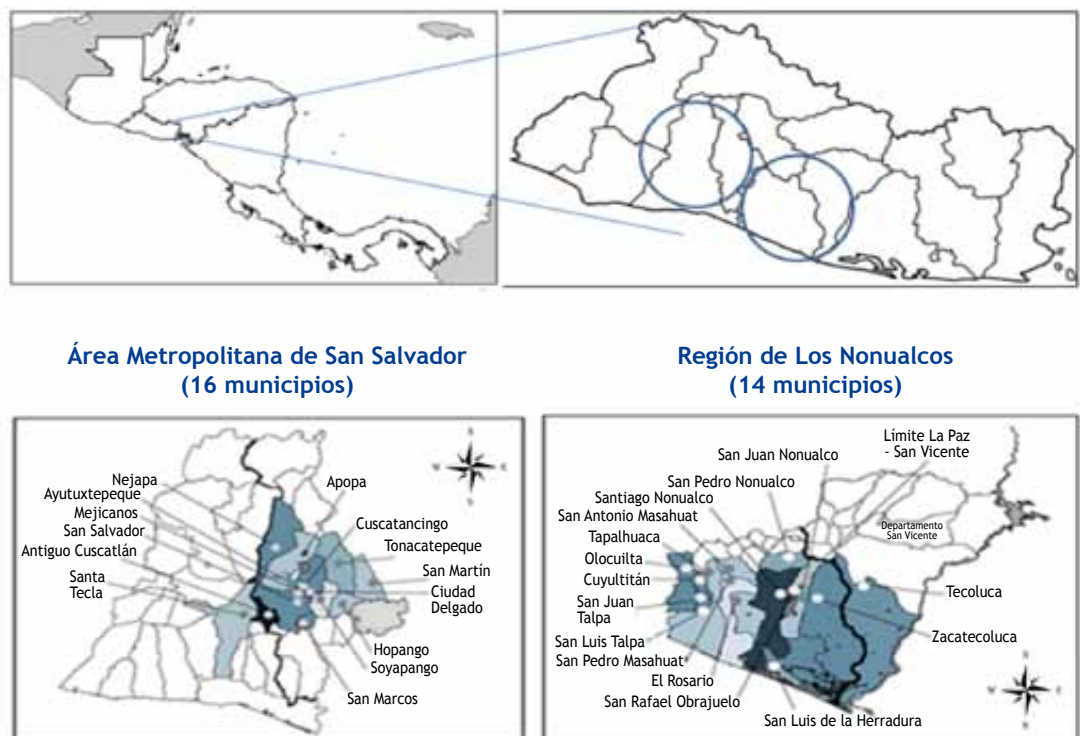 Área Metropolitana de San Salvador
(16 municipios)
Región de Los Nonualcos
(14 municipios)
Nejapa
Ayutuxtepeque
Mejicanos
San Salvador
Antiguo Cuscatlán
Santa
Tecla
Apopa
Cuscatancingo
Tonacatepeque
San Martín
Ciudad
Delgado
Hopango
Soyapango
San Marcos
San Juan Nonualco
San Pedro Nonualco
Santiago Nonualco
San Antonio Masahuat
Tapalhuaca
Olocuilta
Cuyultitán
San Juan
Talpa
San Luis Talpa
San Pedro Masahuat
El Rosario
San Rafael Obrajuelo
San Luis de la Herradura
Límite La Paz
- San Vicente
Departamento
San Vicente
Tecoluca
Zacatecoluca